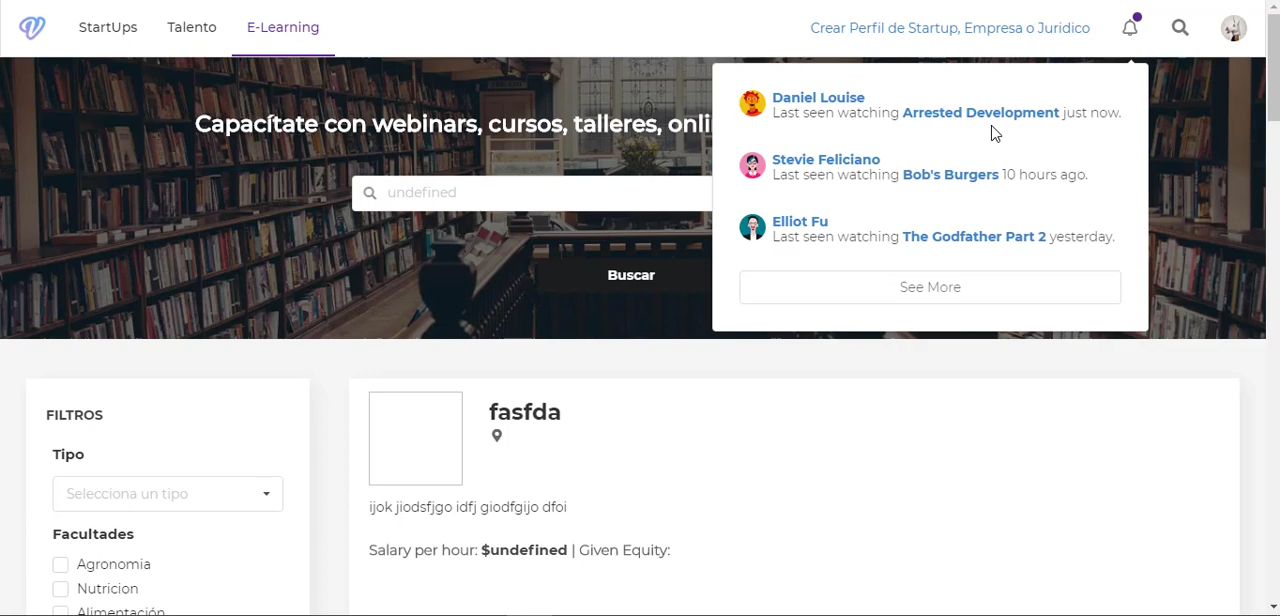 StartUps Talento E-Learning Crear Perfil de Startup, Empresa o Juridico
Capacítate con webinars, cursos, talleres, onli
undefined
Buscar
Daniel Louise
Last seen watching Arrested Development just now.
Stevie Feliciano
Last seen watching Bob's Burgers 10 hours ago.
Elliot Fu
Last seen watching The Godfather Part 2 yesterday.
See More
FILTROS
Tipo
Selecciona un tipo
Facultades
Agronomia
Nutricion
Alimentación
fasfda
ijok jiodsfjgo idfj giodfgijo dfoi
Salary per hour: $undefined | Given Equity: